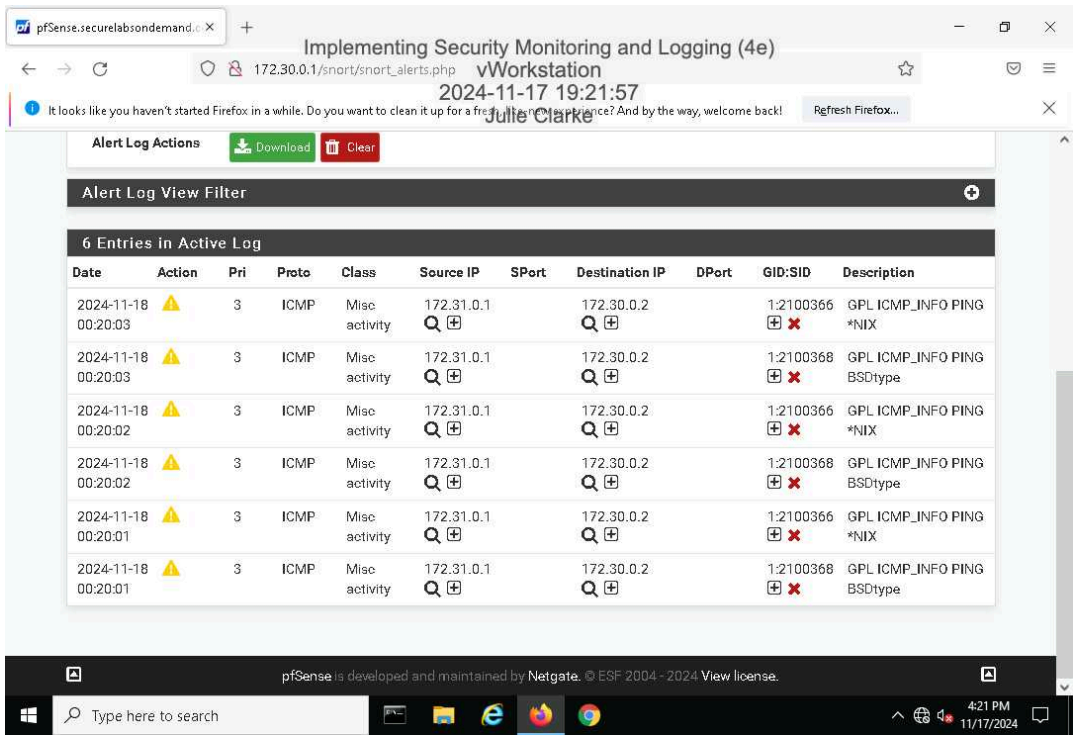 pfSense.securelabsondemand.c
Implementing Security Monitoring and Logging (4e)
172.30.0.1/snort/snort_alerts.php
vWorkstation
2024-11-17 19:21:57
It looks like you haven't started Firefox in a while. Do you want to clean it up for a fresh, like-new experience? And by the way, welcome back!
Refresh Firefox...
Julie Clarke
Alert Log Actions Download Clear
Alert Log View Filter
6 Entries in Active Log
Date Action Pri Proto Class Source IP SPort Destination IP DPort GID:SID Description
2024-11-18 3 ICMP Misc 172.31.0.1 172.30.0.2 1:2100366 GPL ICMP_INFO PING
00:20:03 activity *NIX
2024-11-18 3 ICMP Misc 172.31.0.1 172.30.0.2 1:2100368 GPL ICMP_INFO PING
00:20:03 activity BSDtype
2024-11-18 3 ICMP Misc 172.31.0.1 172.30.0.2 1:2100366 GPL ICMP_INFO PING
00:20:02 activity *NIX
2024-11-18 3 ICMP Misc 172.31.0.1 172.30.0.2 1:2100368 GPL ICMP_INFO PING
00:20:02 activity BSDtype
2024-11-18 3 ICMP Misc 172.31.0.1 172.30.0.2 1:2100366 GPL ICMP_INFO PING
00:20:01 activity *NIX
2024-11-18 3 ICMP Misc 172.31.0.1 172.30.0.2 1:2100368 GPL ICMP_INFO PING
00:20:01 activity BSDtype
pfSense is developed and maintained by Netgate. © ESF 2004 - 2024 View license.
Type here to search
4:21 PM
11/17/2024